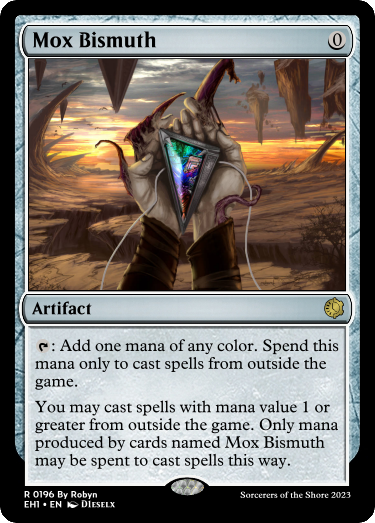 Mox Bismuth 0
Artifact
: Add one mana of any color. Spend this
mana only to cast spells from outside the
game.
You may cast spells with mana value 1 or
greater from outside the game. Only mana
produced by cards named Mox Bismuth
may be spent to cast spells this way.
R 0196 By Robyn
EH1 • EN DIESELX
Sorcerers of the Shore 2023